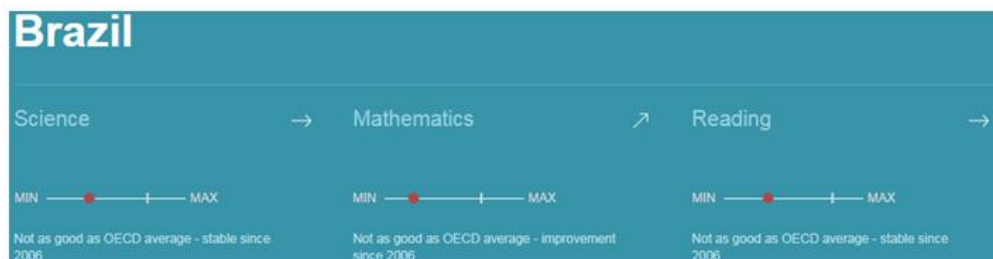 Brazil
Science → Mathematics ↗ Reading →
MIN MAX MIN MAX MIN MAX
Not as good as OECD average - stable since
2006
Not as good as OECD average - improvement
since 2006
Not as good as OECD average - stable since
2006